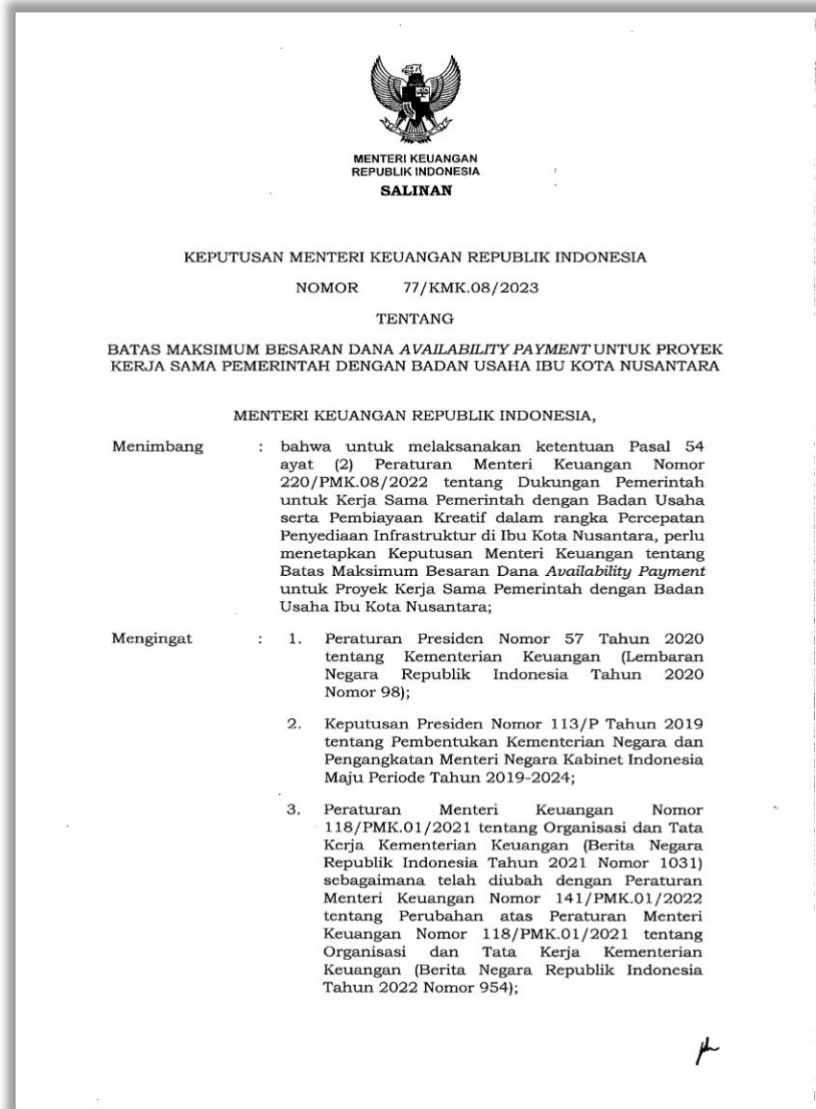 MENTERI KEUANGAN
REPUBLIK INDONESIA
SALINAN
KEPUTUSAN MENTERI KEUANGAN REPUBLIK INDONESIA
NOMOR 77/KMK.08/2023
TENTANG
BATAS MAKSIMUM BESARAN DANA AVAILABILITY PAYMENT UNTUK PROYEK
KERJA SAMA PEMERINTAH DENGAN BADAN USAHA IBU KOTA NUSANTARA
MENTERI KEUANGAN REPUBLIK INDONESIA,
Menimbang : bahwa untuk melaksanakan ketentuan Pasal 54
ayat (2) Peraturan Menteri Keuangan Nomor
220/PMK.08/2022 tentang Dukungan Pemerintah
untuk Kerja Sama Pemerintah dengan Badan Usaha
serta Pembiayaan Kreatif dalam rangka Percepatan
Penyediaan Infrastruktur di Ibu Kota Nusantara, perlu
menetapkan Keputusan Menteri Keuangan tentang
Batas Maksimum Besaran Dana Availability Payment
untuk Proyek Kerja Sama Pemerintah dengan Badan
Usaha Ibu Kota Nusantara;
Mengingat : 1. Peraturan Presiden Nomor 57 Tahun 2020
tentang Kementerian Keuangan (Lembaran
Negara Republik Indonesia Tahun 2020
Nomor 98);
2. Keputusan Presiden Nomor 113/P Tahun 2019
tentang Pembentukan Kementerian Negara dan
Pengangkatan Menteri Negara Kabinet Indonesia
Maju Periode Tahun 2019-2024;
3. Peraturan Menteri Keuangan Nomor
118/PMK.01/2021 tentang Organisasi dan Tata
Kerja Kementerian Keuangan (Berita Negara
Republik Indonesia Tahun 2021 Nomor 1031)
sebagaimana telah diubah dengan Peraturan
Menteri Keuangan Nomor 141/PMK.01/2022
tentang Perubahan atas Peraturan Menteri
Keuangan Nomor 118/PMK.01/2021 tentang
Organisasi dan Tata Kerja Kementerian
Keuangan (Berita Negara Republik Indonesia
Tahun 2022 Nomor 954);